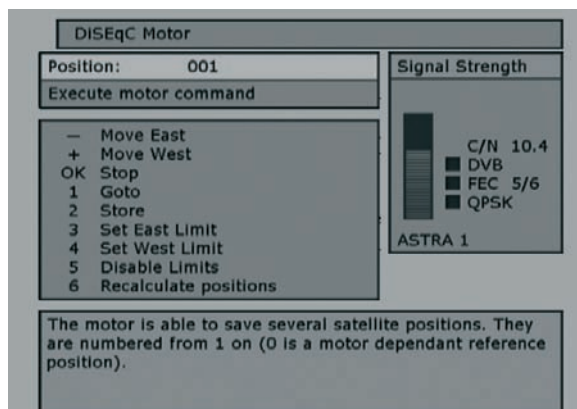 DiSEqC Motor
Position: 001
Execute motor command
Signal Strength
C/N 10.4
DVB
FEC 5/6
QPSK
ASTRA 1
— Move East
+ Move West
OK Stop
1 Goto
2 Store
3 Set East Limit
4 Set West Limit
5 Disable Limits
6 Recalculate positions
The motor is able to save several satellite positions. They
are numbered from 1 on (0 is a motor dependant reference
position).